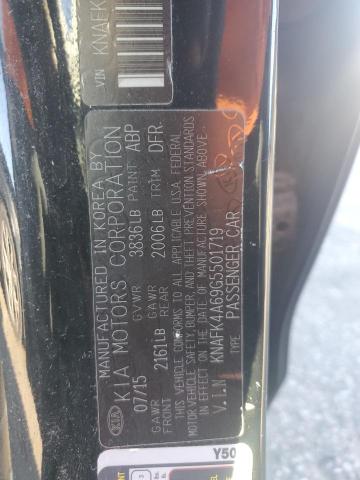 VIN KNAFK
MANUFACTURED IN KOREA BY
KIA KIA MOTORS CORPORATION
07/15 GVWR 3836LB PAINT ABP
GAWR FRONT 2161LB GAWR REAR 2006LB TRIM DFR.
THIS VEHICLE CONFORMS TO ALL APPLICABLE U.S.A. FEDERAL
MOTOR VEHICLE SAFETY, BUMPER, AND THEFT PREVENTION STANDARDS
IN EFFECT ON THE DATE OF MANUFACTURE SHOWN ABOVE.
V.I.N KNAFK4A69G5501719
TYPE PASSENGER CAR
Y50